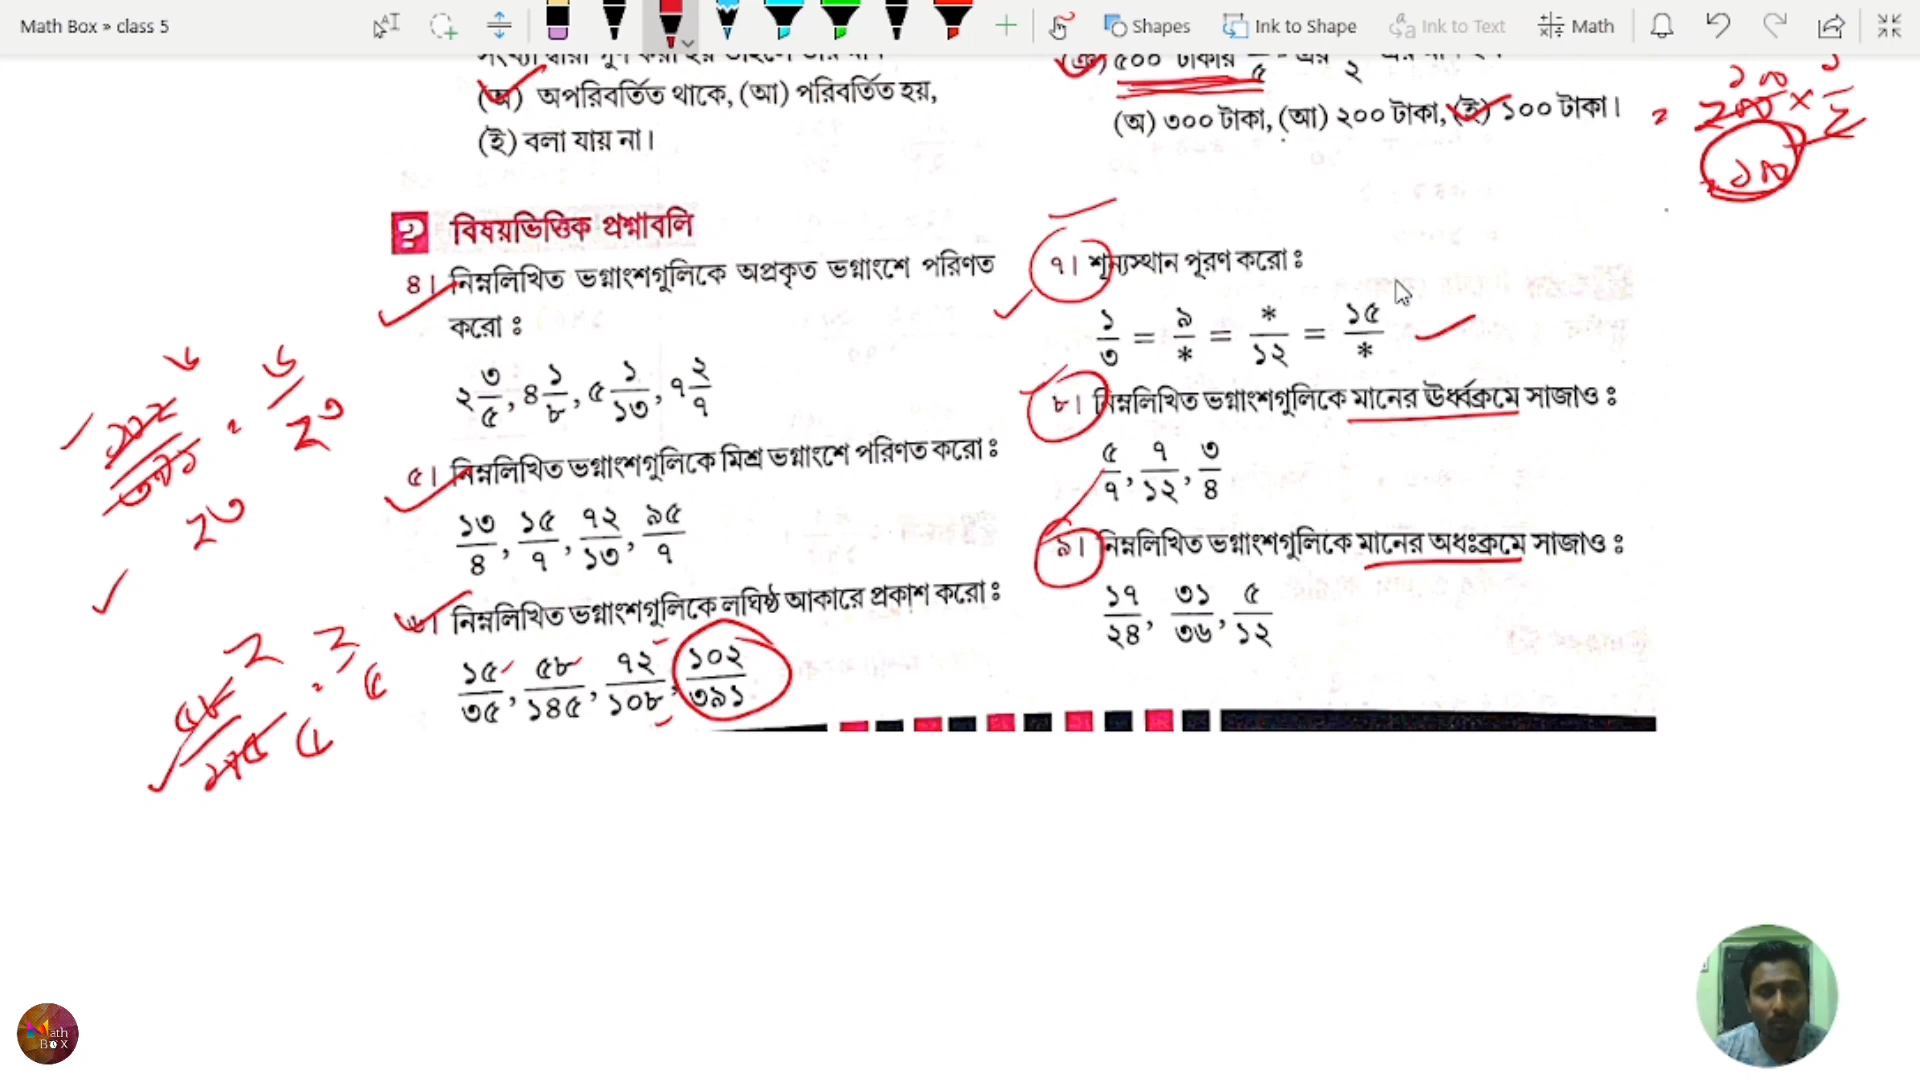 Math Box » class 5
Shapes
Ink to Shape
Ink to Text
Math
(অ) অপরিবর্তিত থাকে, (আ) পরিবর্তিত হয়,
(ই) বলা যায় না।
৫০০ টাকার
(অ) ৩০০ টাকা, (আ) ২০০ টাকা, (ই) ১০০ টাকা।
বিষয়ভিত্তিক প্রশ্নাবলি
৪। নিম্নলিখিত ভগ্নাংশগুলিকে অপ্রকৃত ভগ্নাংশে পরিণত
করো ঃ
২ ৩/৫, ৪ ১/৮, ৫ ১/১৩, ৭ ২/৭
৫। নিম্নলিখিত ভগ্নাংশগুলিকে মিশ্র ভগ্নাংশে পরিণত করো ঃ
১৩/৪, ১৫/৭, ৭২/১৩, ৯৫/৭
৬। নিম্নলিখিত ভগ্নাংশগুলিকে লঘিষ্ঠ আকারে প্রকাশ করো ঃ
১৫/৩৫, ৫৮/১৪৫, ৭২/১০৮, ১০২/৩৯১
৭। শূন্যস্থান পূরণ করো ঃ
১/৩ = ৯/* = */১২ = ১৫/*
৮। নিম্নলিখিত ভগ্নাংশগুলিকে মানের ঊর্ধ্বক্রমে সাজাও ঃ
৫/৭, ৭/১২, ৩/৪
৯। নিম্নলিখিত ভগ্নাংশগুলিকে মানের অধঃক্রমে সাজাও ঃ
১৭/২৪, ৩১/৩৬, ৫/১২
Math
Box